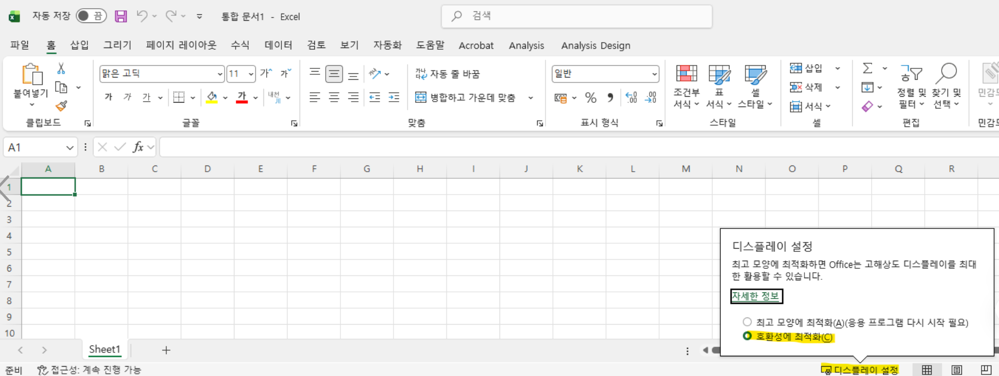 자동 저장 끔 통합 문서1 - Excel 검색
파일 홈 삽입 그리기 페이지 레이아웃 수식 데이터 검토 보기 자동화 도움말 Acrobat Analysis Analysis Design
붙여넣기
클립보드
맑은 고딕 11 가 가
가 가 가 가 내천
글꼴
가나다 자동 줄 바꿈
병합하고 가운데 맞춤
맞춤
일반
% .00 .00
표시 형식
조건부 서식
표 서식
셀 스타일
스타일
삽입
삭제
서식
셀
Σ
정렬 및 필터
찾기 및 선택
편집
A1 fx
A B C D E F G H I J K L M N O P Q R
1
2
3
4
5
6
7
8
9
10
디스플레이 설정
최고 모양에 최적화하면 Office는 고해상도 디스플레이를 최대
한 활용할 수 있습니다.
자세한 정보
최고 모양에 최적화(A)(응용 프로그램 다시 시작 필요)
호환성에 최적화(C)
Sheet1 +
준비 접근성: 계속 진행 가능 디스플레이 설정